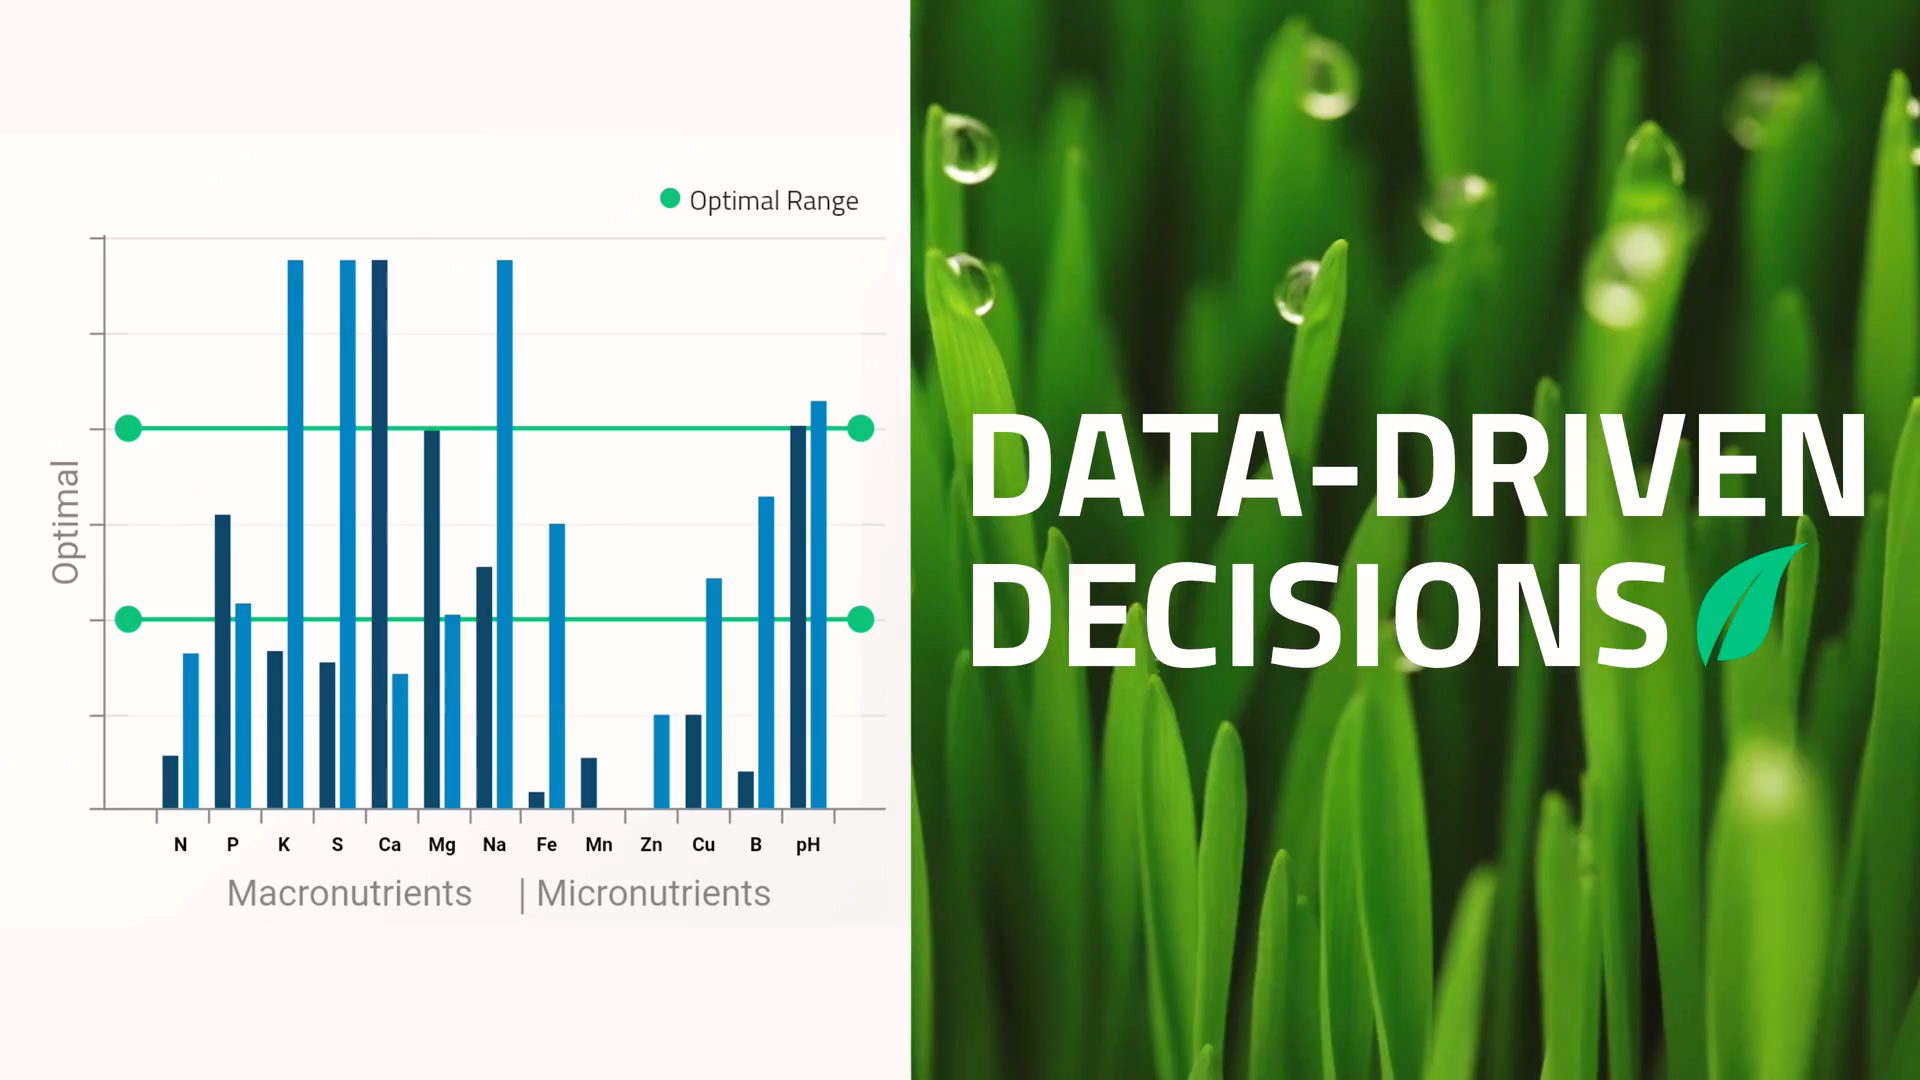 Optimal Range
Optimal
N P K S Ca Mg Na Fe Mn Zn Cu B pH
Macronutrients | Micronutrients
DATA-DRIVEN
DECISIONS